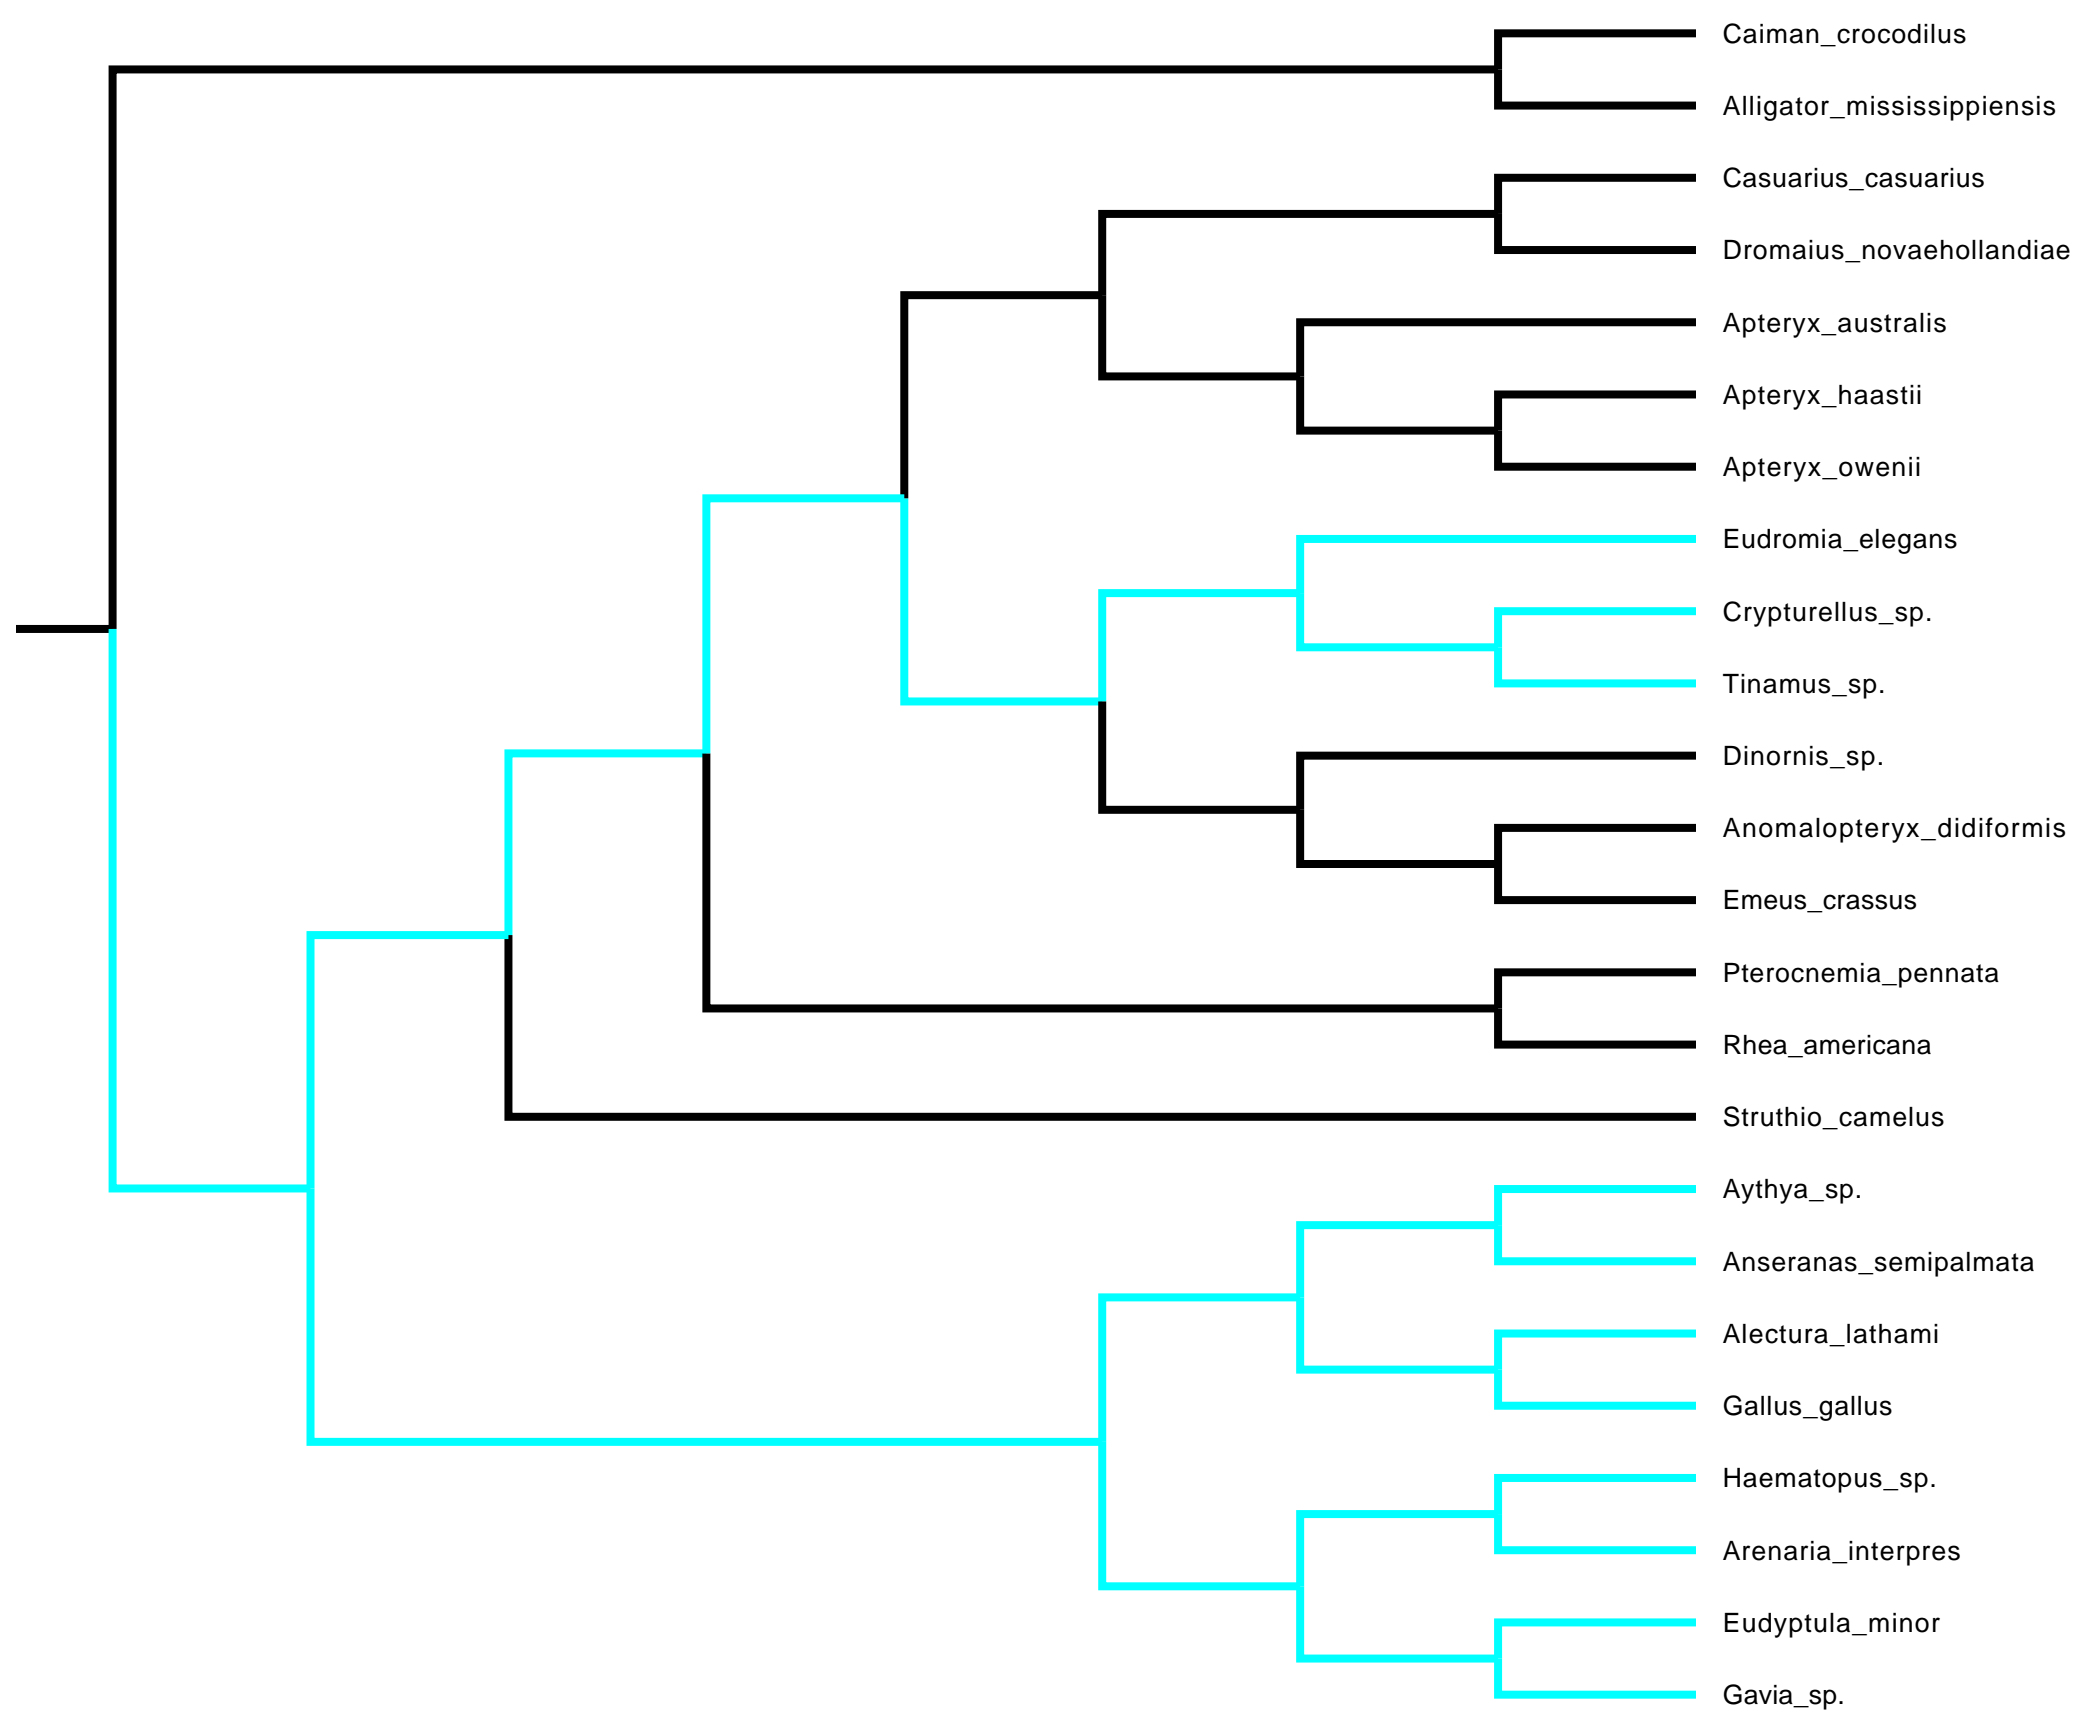 Caiman_crocodilus
Alligator_mississippiensis
Casuarius_casuarius
Dromaius_novaehollandiae
Apteryx_australis
Apteryx_haastii
Apteryx_owenii
Eudromia_elegans
Crypturellus_sp.
Tinamus_sp.
Dinornis_sp.
Anomalopteryx_didiformis
Emeus_crassus
Pterocnemia_pennata
Rhea_americana
Struthio_camelus
Aythya_sp.
Anseranas_semipalmata
Alectura_lathami
Gallus_gallus
Haematopus_sp.
Arenaria_interpres
Eudyptula_minor
Gavia_sp.